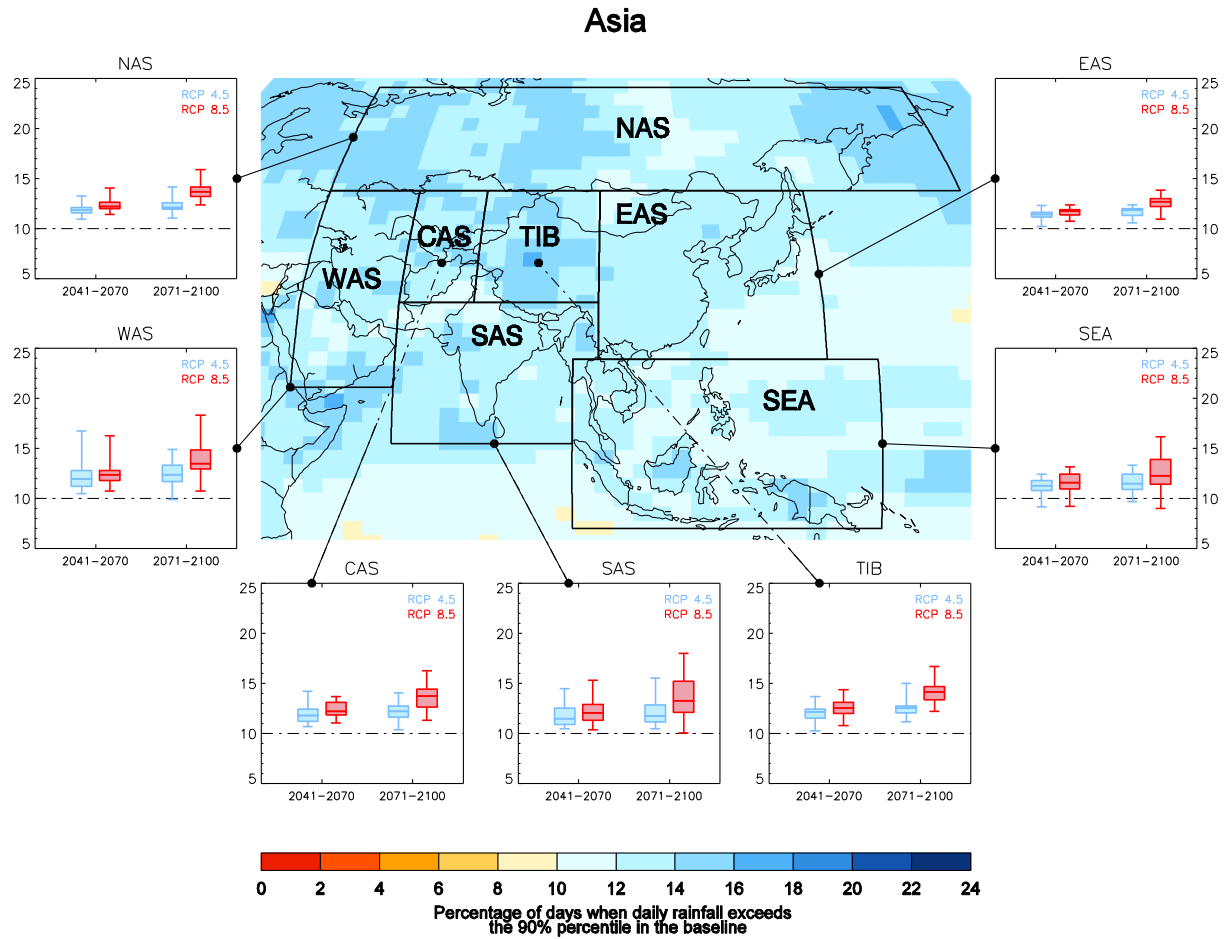 Asia
NAS
RCP 4.5
RCP 8.5
25
20
15
10
5
2041-2070
2071-2100
EAS
RCP 4.5
RCP 8.5
25
20
15
10
5
2041-2070
2071-2100
WAS
RCP 4.5
RCP 8.5
25
20
15
10
5
2041-2070
2071-2100
SEA
RCP 4.5
RCP 8.5
25
20
15
10
5
2041-2070
2071-2100
NAS
EAS
CAS
TIB
WAS
SAS
SEA
CAS
RCP 4.5
RCP 8.5
25
20
15
10
5
2041-2070
2071-2100
SAS
RCP 4.5
RCP 8.5
25
20
15
10
5
2041-2070
2071-2100
TIB
RCP 4.5
RCP 8.5
25
20
15
10
5
2041-2070
2071-2100
0 2 4 6 8 10 12 14 16 18 20 22 24
Percentage of days when daily rainfall exceeds
the 90% percentile in the baseline